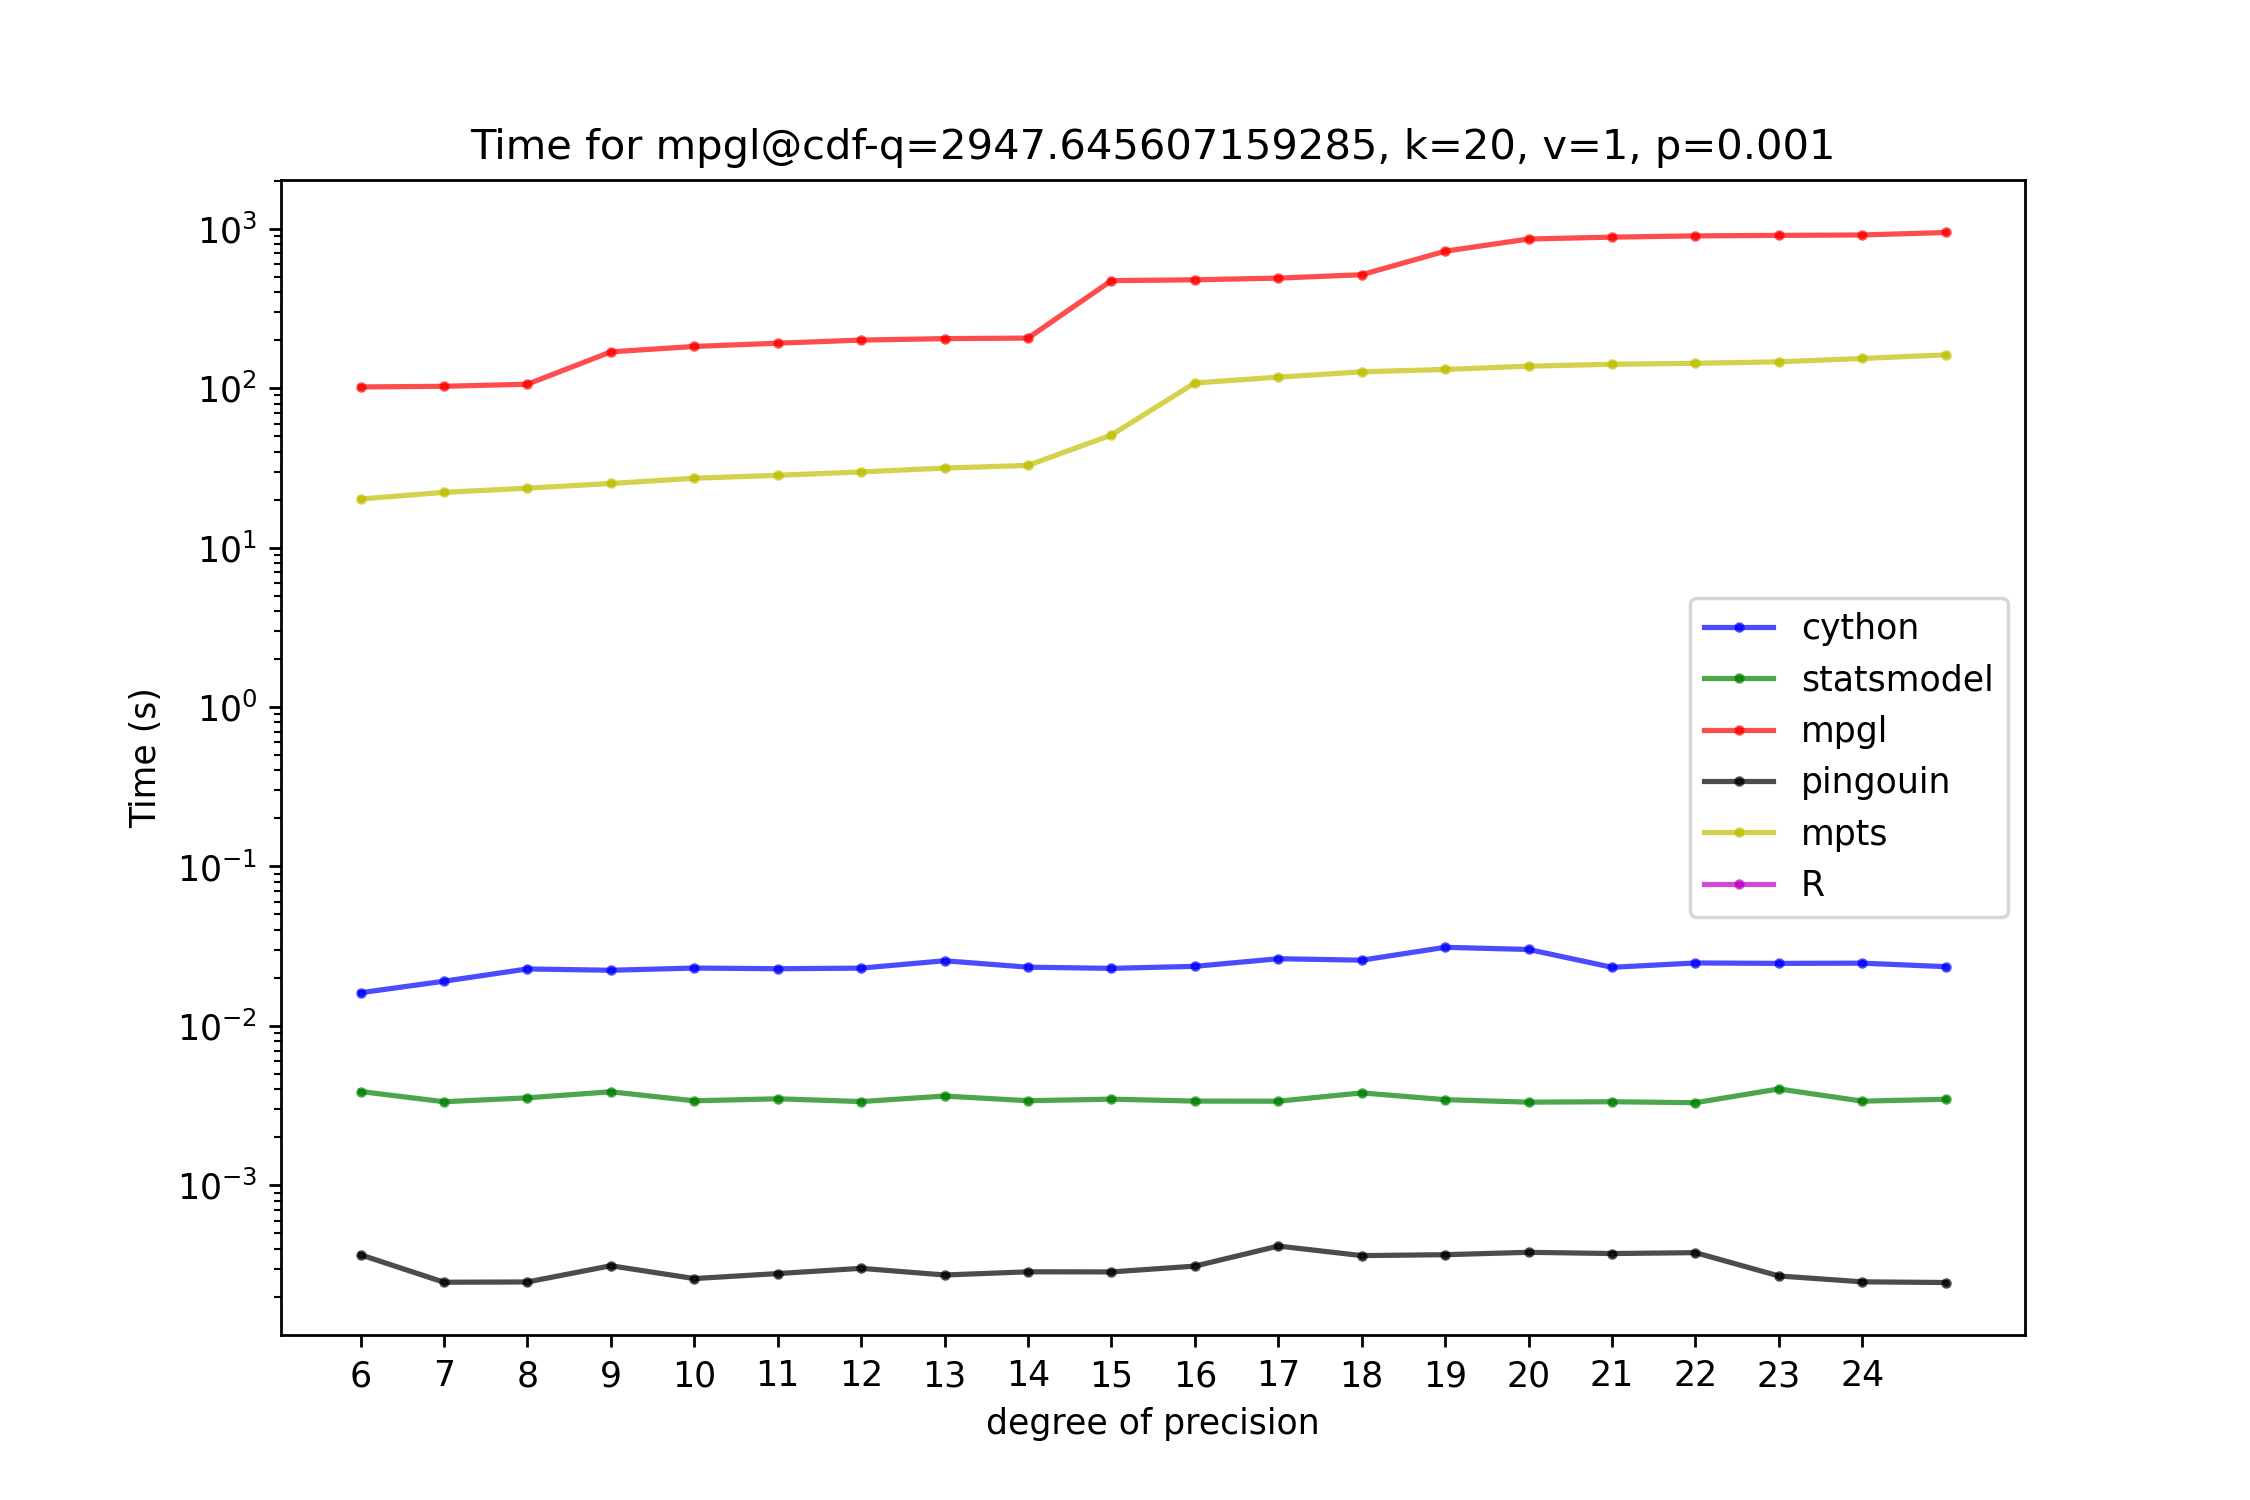 Time for mpgl@cdf-q=2947.645607159285, k=20, v=1, p=0.001
10³
10²
10¹
10⁰
10⁻¹
10⁻²
10⁻³
Time (s)
cython
statsmodel
mpgl
pingouin
mpts
R
6 7 8 9 10 11 12 13 14 15 16 17 18 19 20 21 22 23 24
degree of precision